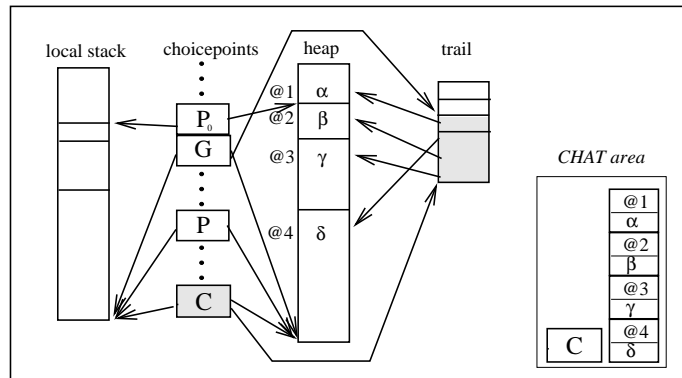 local stack choicepoints heap trail
@1 α
P₀ @2 β
G
@3 γ
P @4 δ
C
CHAT area
@1
α
@2
β
@3
γ
@4
C δ